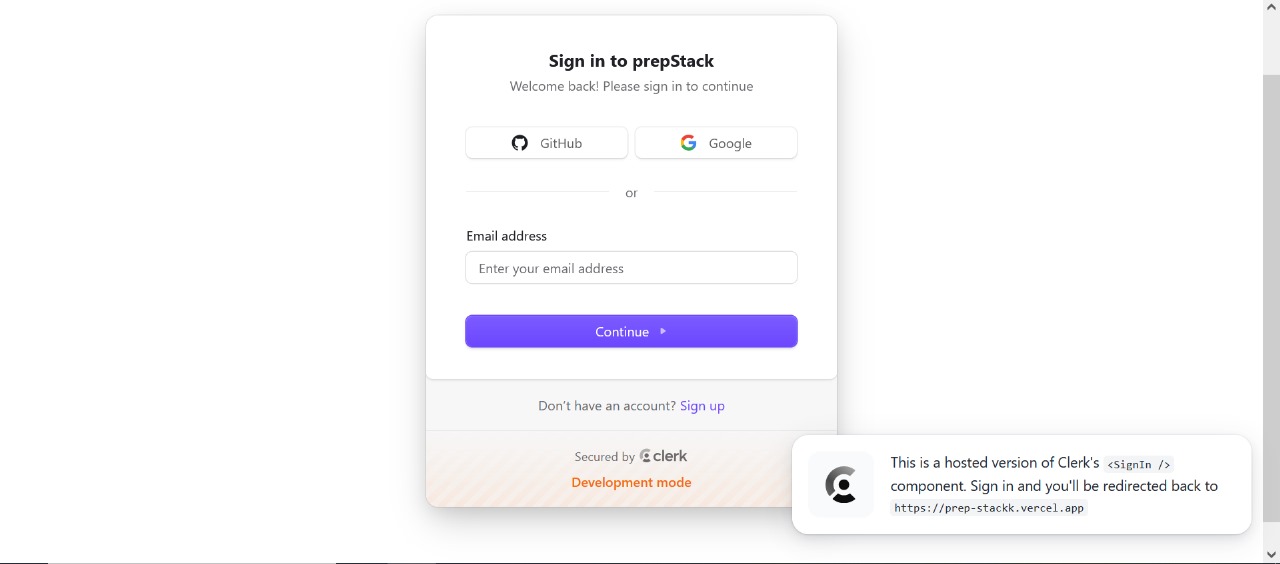 Sign in to prepStack
Welcome back! Please sign in to continue
GitHub
Google
or
Email address
Enter your email address
Continue
Don't have an account? Sign up
Secured by clerk
Development mode
This is a hosted version of Clerk's <SignIn />
component. Sign in and you'll be redirected back to
https://prep-stackk.vercel.app